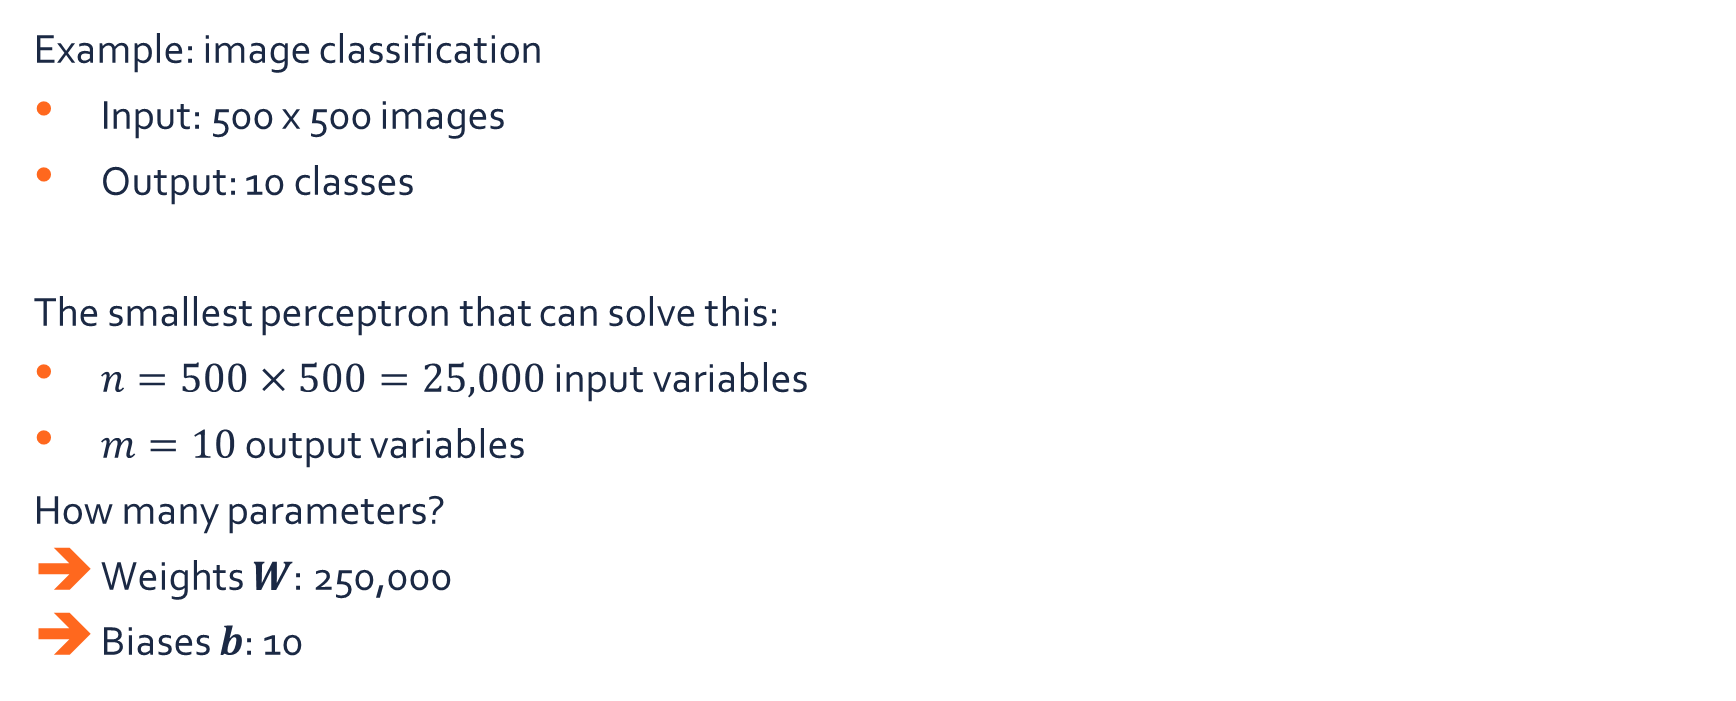 Example: image classification
• Input: 500 x 500 images
• Output: 10 classes
The smallest perceptron that can solve this:
• n = 500 × 500 = 25,000 input variables
• m = 10 output variables
How many parameters?
➔ Weights W: 250,000
➔ Biases b: 10